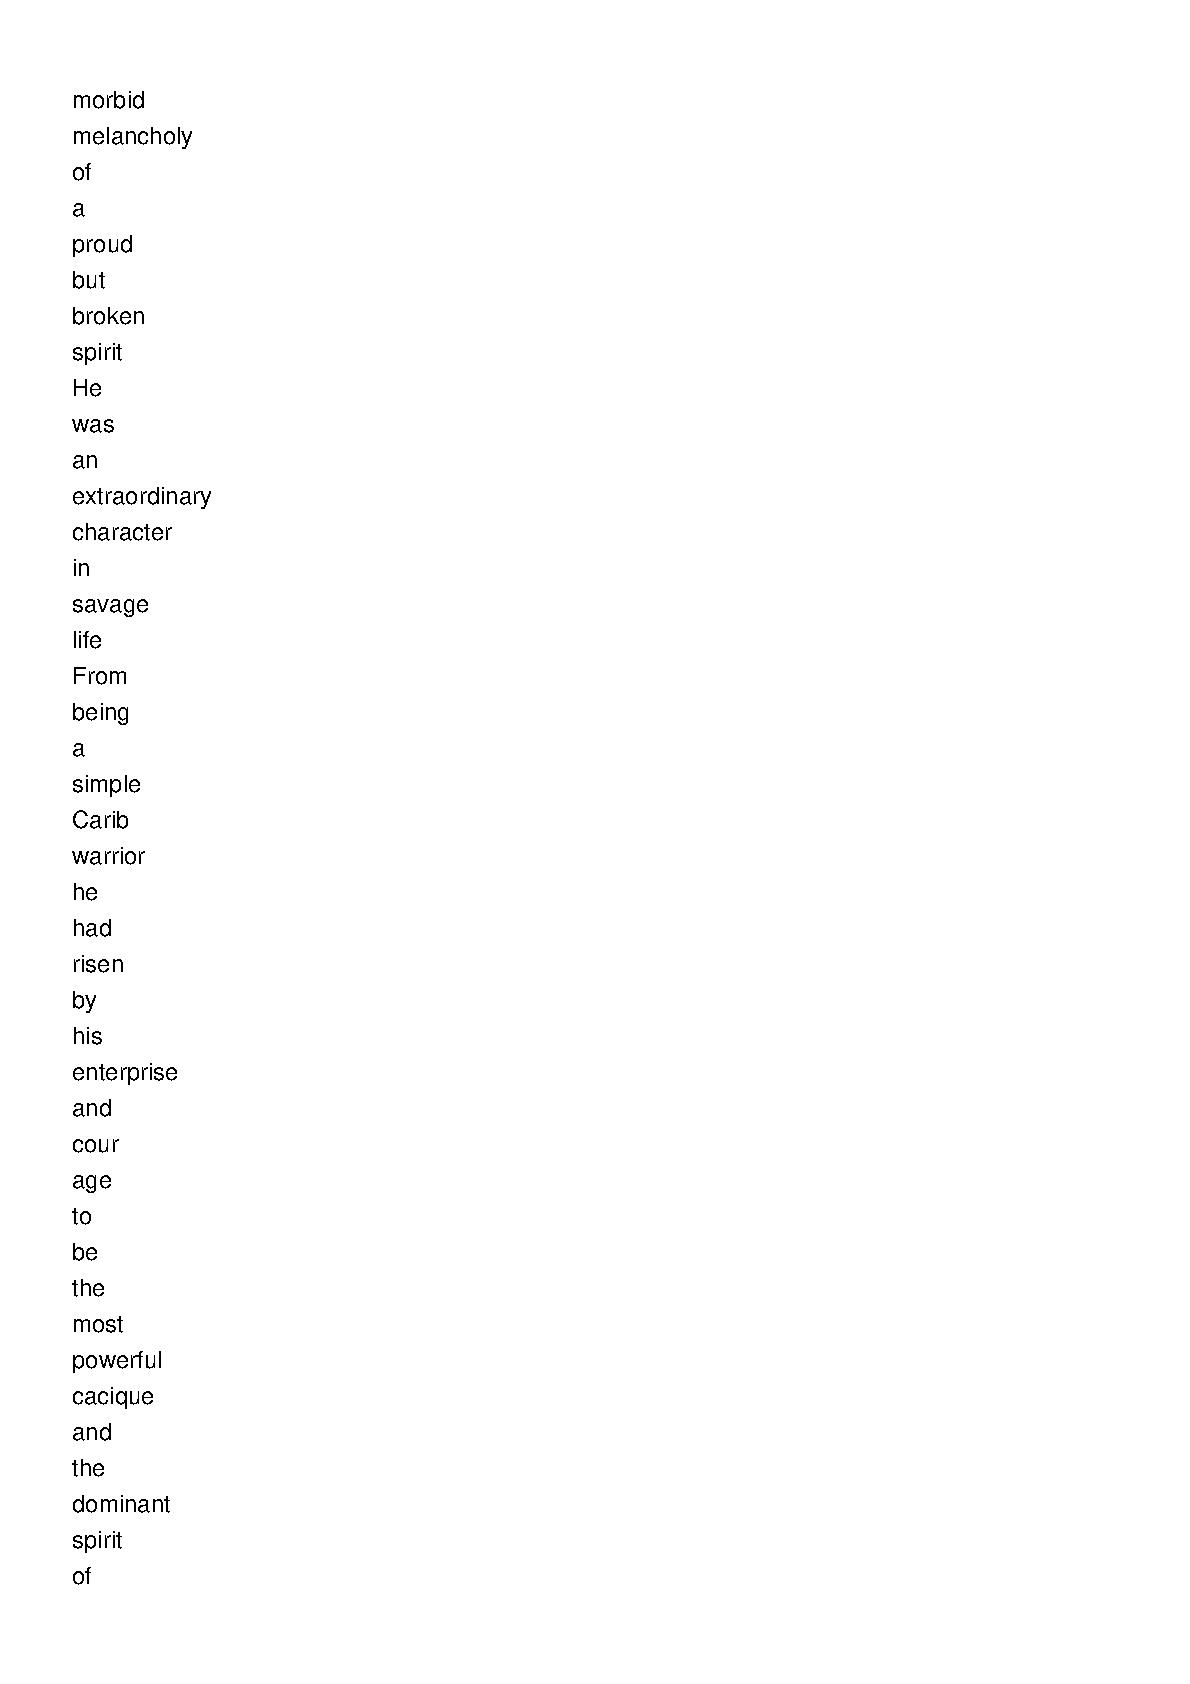 morbid
melancholy
of
a
proud
but
broken
spirit
He
was
an
extraordinary
character
in
savage
life
From
being
a
simple
Carib
warrior
he
had
risen
by
his
enterprise
and
cour
age
to
be
the
most
powerful
cacique
and
the
dominant
spirit
of